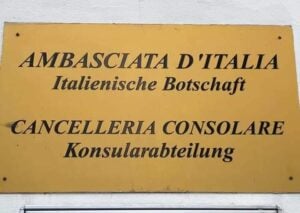 AMBASCIATA D'ITALIA
Italienische Botschaft
CANCELLERIA CONSOLARE
Konsularabteilung